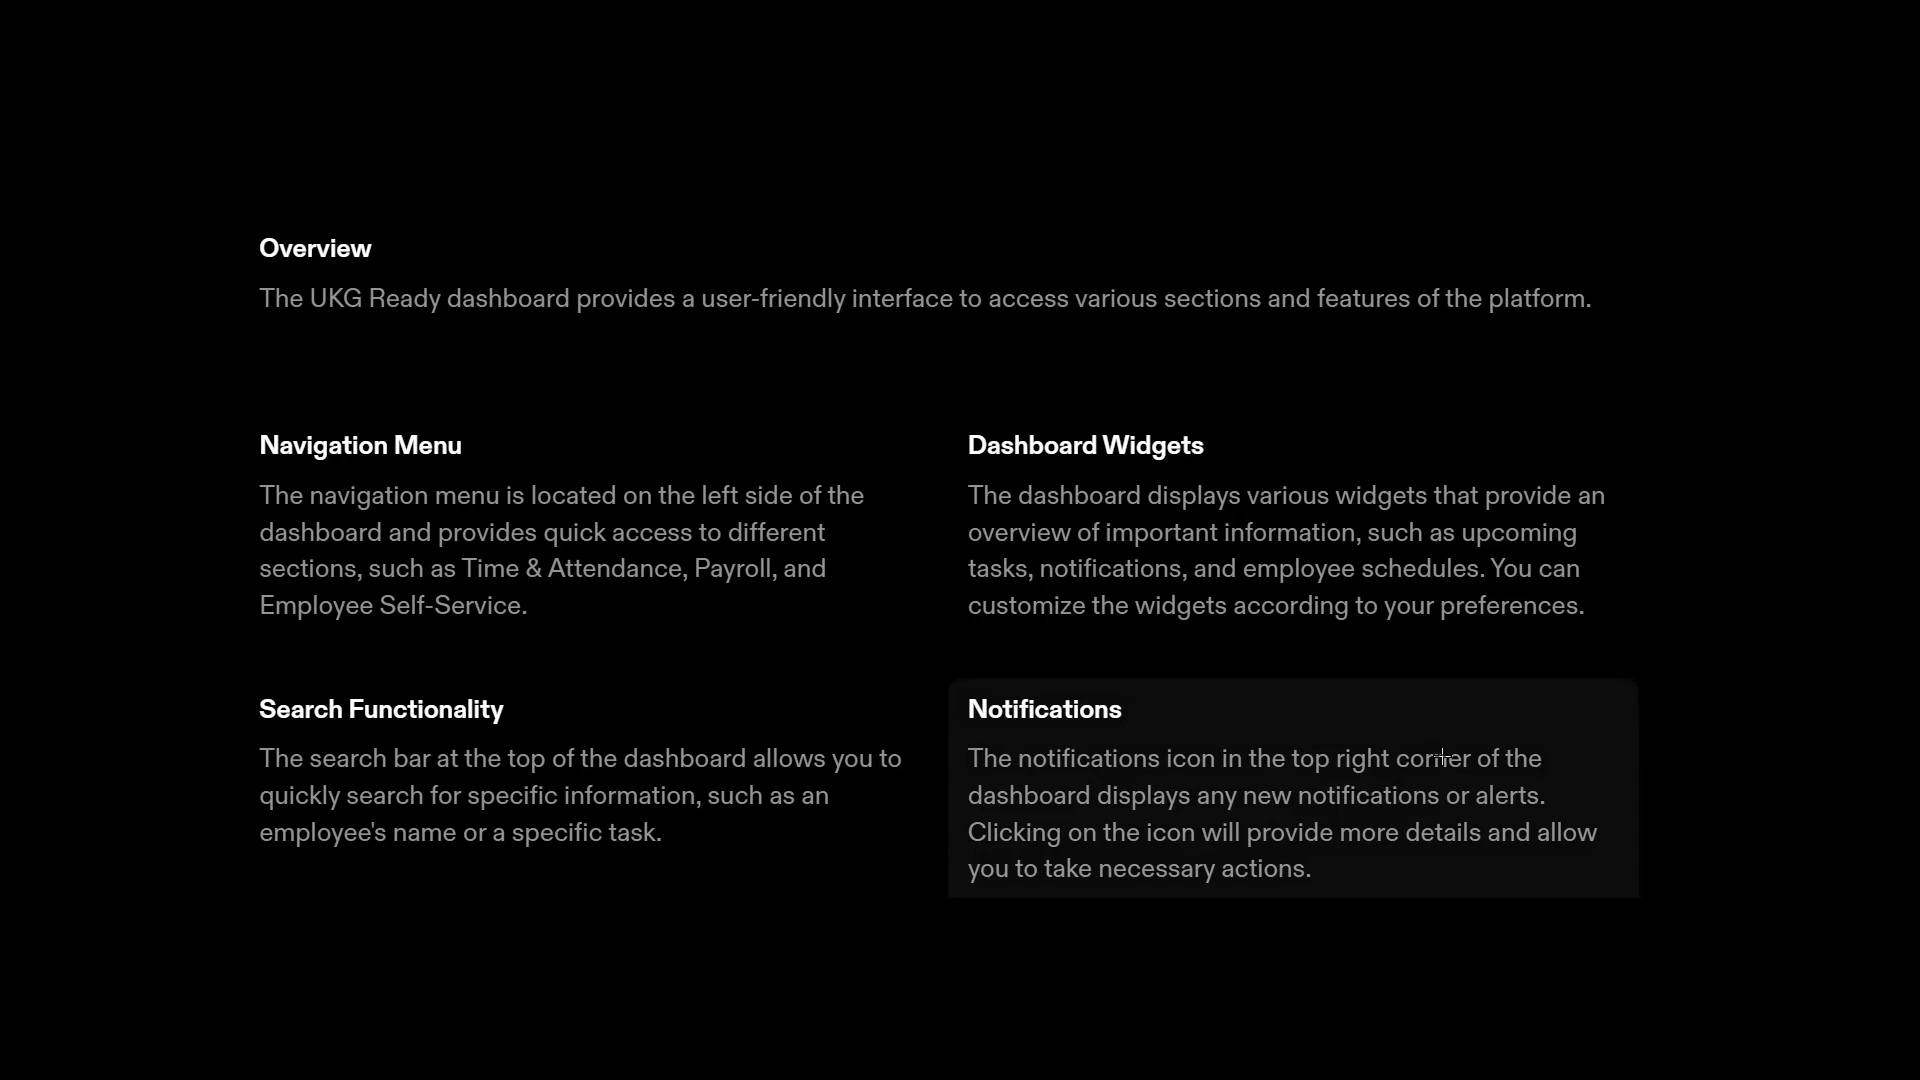 Overview
The UKG Ready dashboard provides a user-friendly interface to access various sections and features of the platform.
Navigation Menu
The navigation menu is located on the left side of the
dashboard and provides quick access to different
sections, such as Time & Attendance, Payroll, and
Employee Self-Service.
Dashboard Widgets
The dashboard displays various widgets that provide an
overview of important information, such as upcoming
tasks, notifications, and employee schedules. You can
customize the widgets according to your preferences.
Search Functionality
The search bar at the top of the dashboard allows you to
quickly search for specific information, such as an
employee's name or a specific task.
Notifications
The notifications icon in the top right corner of the
dashboard displays any new notifications or alerts.
Clicking on the icon will provide more details and allow
you to take necessary actions.